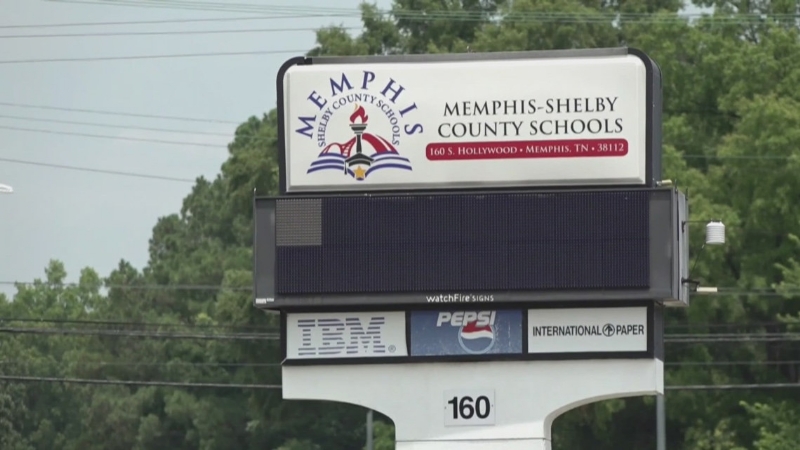 MEMPHIS
SHELBY COUNTY SCHOOLS
MEMPHIS-SHELBY
COUNTY SCHOOLS
160 S. HOLLYWOOD • MEMPHIS, TN • 38112
watchFire SIGNS
IBM®
PEPSI
INTERNATIONAL PAPER
160